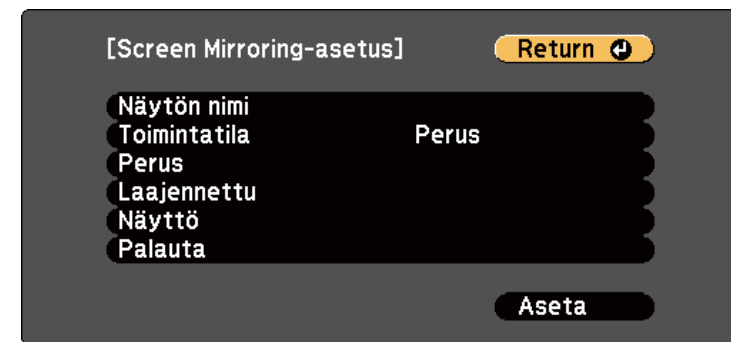 [Screen Mirroring-asetus] Return
Näytön nimi
Toimintatila Perus
Perus
Laajennettu
Näyttö
Palauta
Aseta